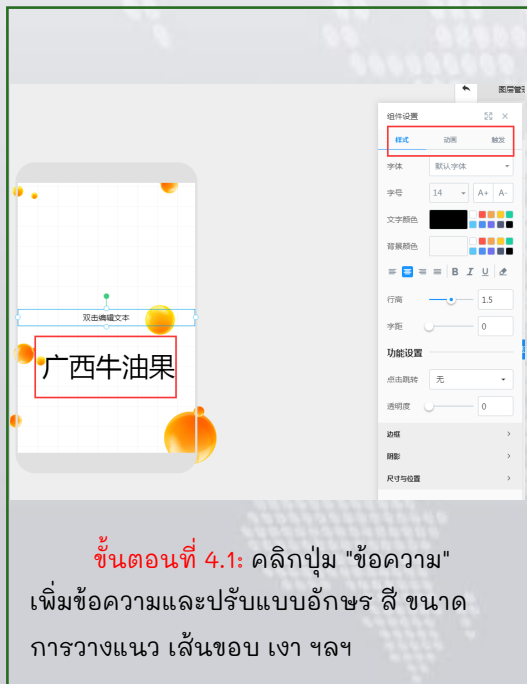 图层管理
组件设置
样式 动画 触发
字体 默认字体
字号 14 A+ A-
文字颜色
背景颜色
B I U
行高 1.5
字距 0
功能设置
点击跳转 无
透明度 0
边框
阴影
尺寸与位置
双击编辑文本
广西牛油果
ขั้นตอนที่ 4.1: คลิกปุ่ม "ข้อความ"
เพิ่มข้อความและปรับแบบอักษร สี ขนาด
การวางแนว เส้นขอบ เงา ฯลฯ